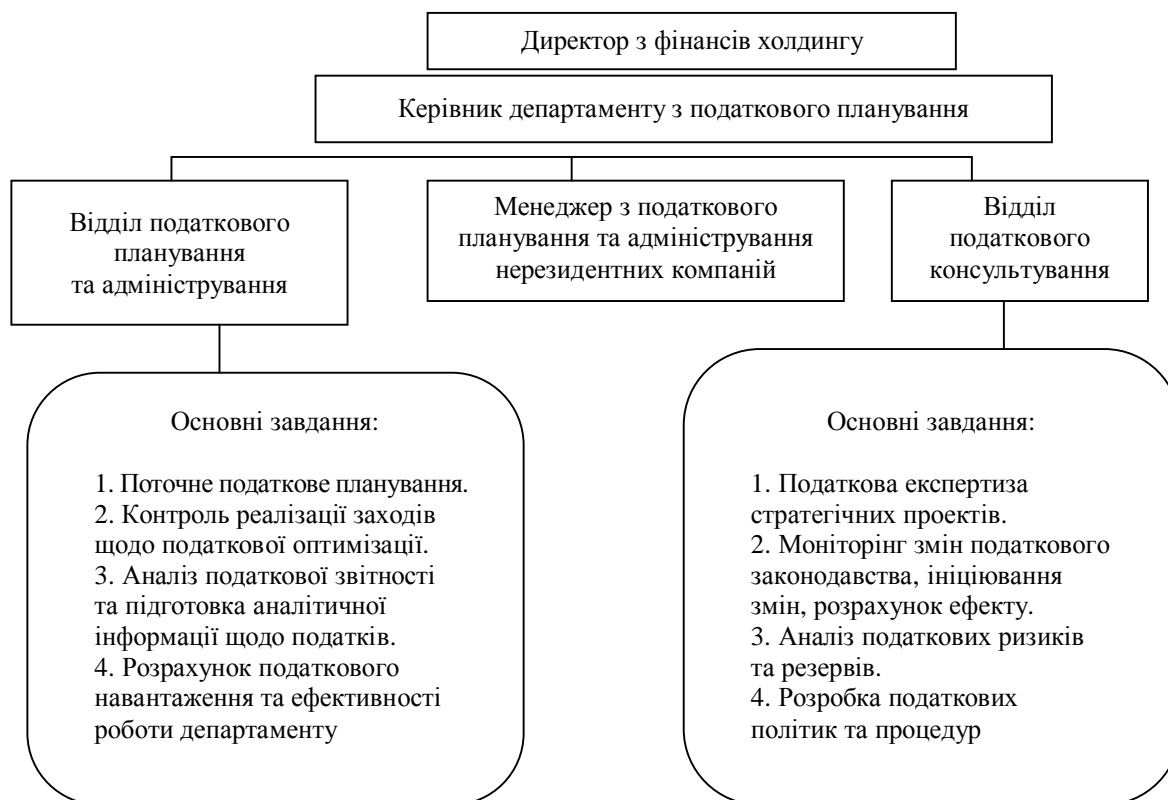 Директор з фінансів холдингу
Керівник департаменту з податкового планування
Відділ податкового
планування
та адміністрування
Менеджер з податкового
планування та адміністрування
нерезидентних компаній
Відділ
податкового
консультування
Основні завдання:
1. Поточне податкове планування.
2. Контроль реалізації заходів
щодо податкової оптимізації.
3. Аналіз податкової звітності
та підготовка аналітичної
інформації щодо податків.
4. Розрахунок податкового
навантаження та ефективності
роботи департаменту
Основні завдання:
1. Податкова експертиза
стратегічних проектів.
2. Моніторінг змін податкового
законодавства, ініціювання
змін, розрахунок ефекту.
3. Аналіз податкових ризиків
та резервів.
4. Розробка податкових
політик та процедур